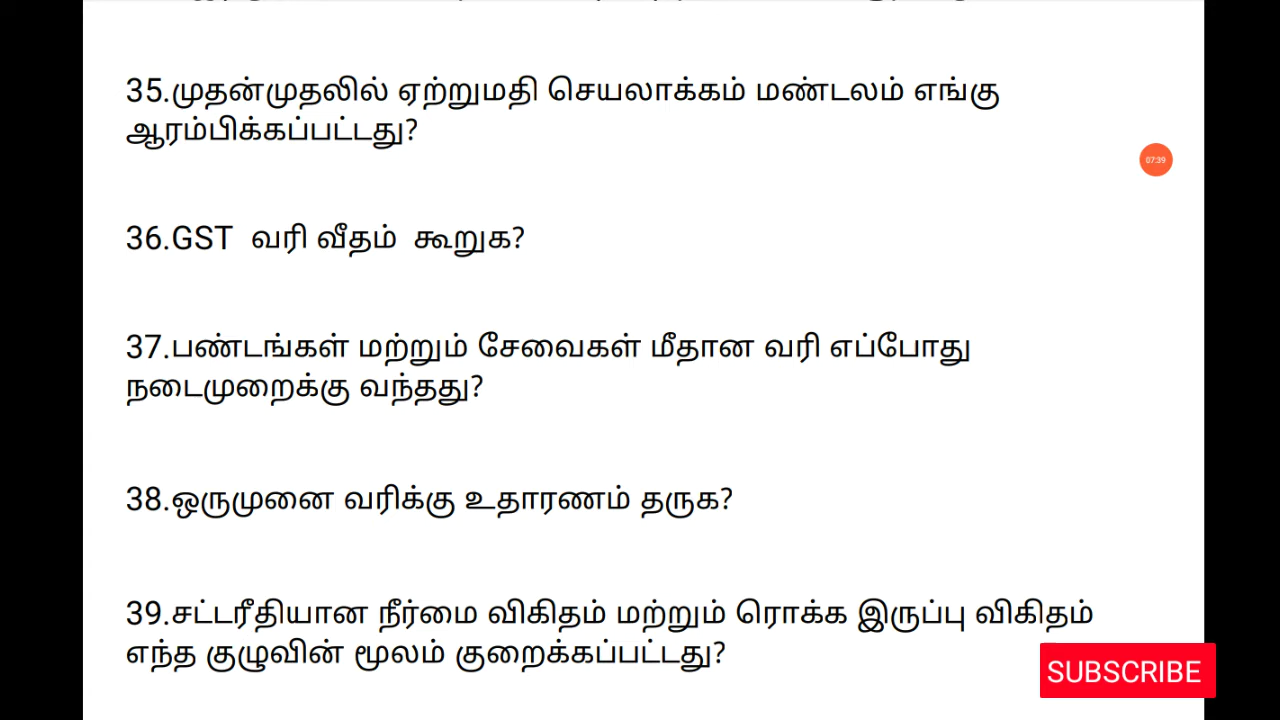 35.முதன்முதலில் ஏற்றுமதி செயலாக்கம் மண்டலம் எங்கு
ஆரம்பிக்கப்பட்டது?
07:39
36.GST வரி வீதம் கூறுக?
37.பண்டங்கள் மற்றும் சேவைகள் மீதான வரி எப்போது
நடைமுறைக்கு வந்தது?
38.ஒருமுனை வரிக்கு உதாரணம் தருக?
39.சட்டரீதியான நீர்மை விகிதம் மற்றும் ரொக்க இருப்பு விகிதம்
எந்த குழுவின் மூலம் குறைக்கப்பட்டது?
SUBSCRIBE